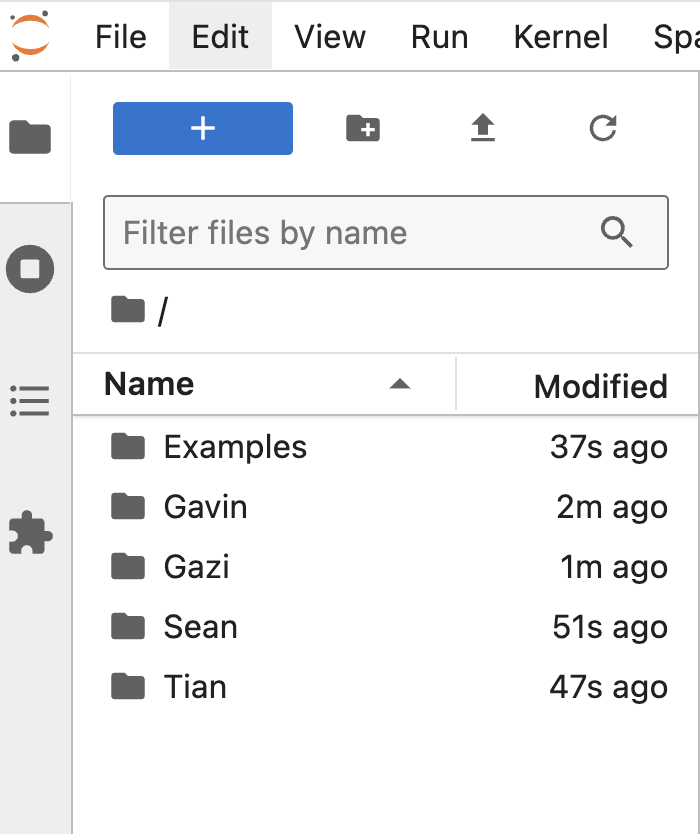 File Edit View Run Kernel Spa
+
Filter files by name
/
Name Modified
Examples 37s ago
Gavin 2m ago
Gazi 1m ago
Sean 51s ago
Tian 47s ago